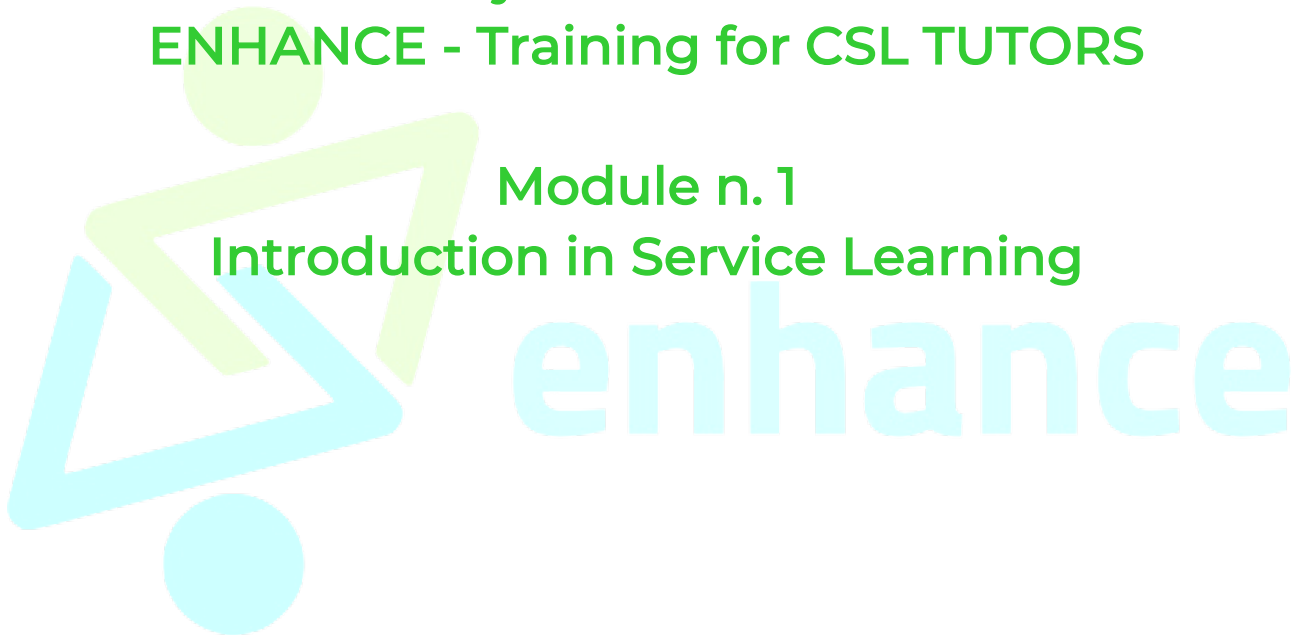 ENHANCE - Training for CSL TUTORS
Module n. 1
Introduction in Service Learning
enhance